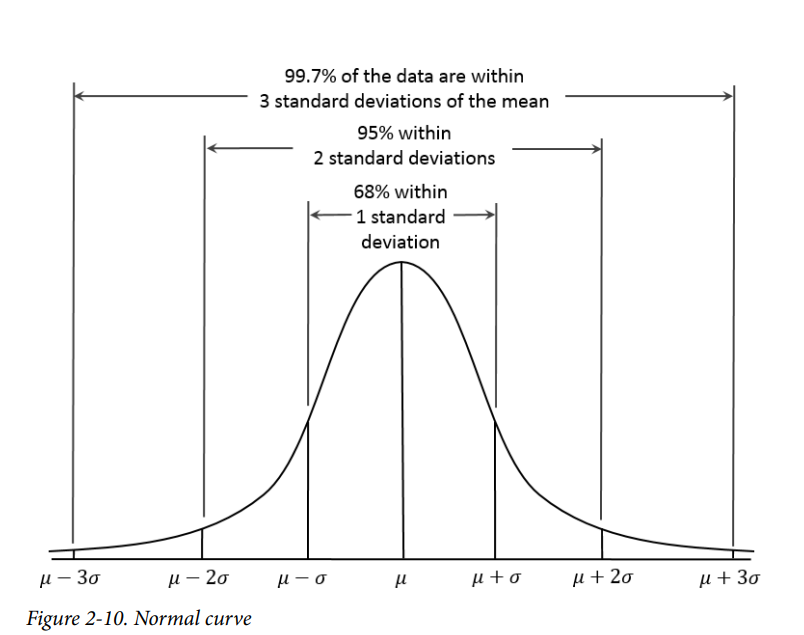 99.7% of the data are within
3 standard deviations of the mean
95% within
2 standard deviations
68% within
1 standard
deviation
μ − 3σ μ − 2σ μ − σ μ μ + σ μ + 2σ μ + 3σ
Figure 2-10. Normal curve